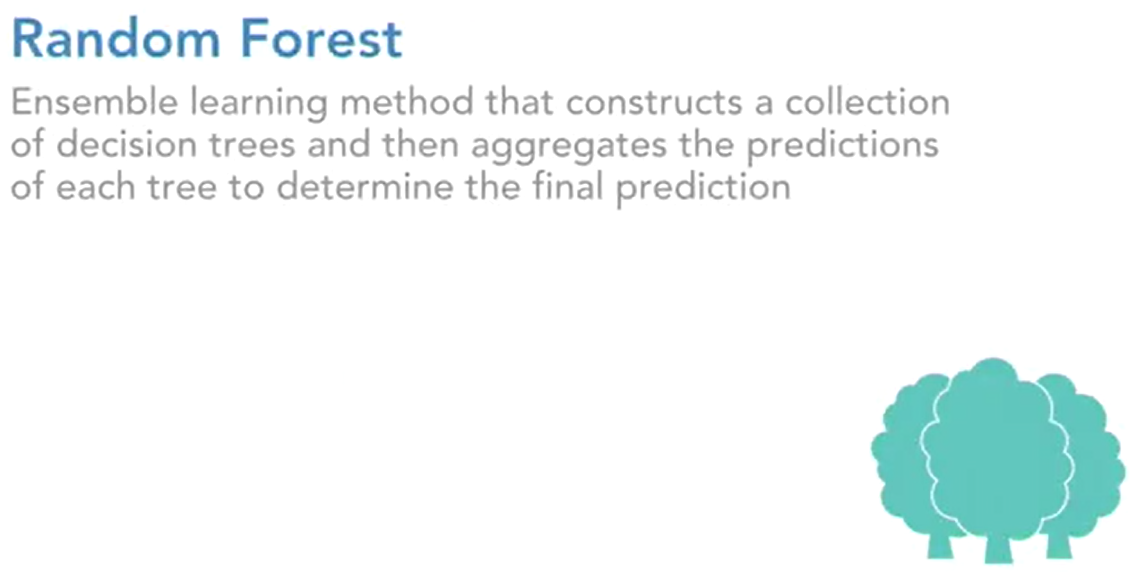 Random Forest
Ensemble learning method that constructs a collection
of decision trees and then aggregates the predictions
of each tree to determine the final prediction